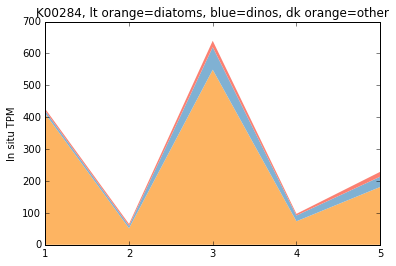 K00284, lt orange=diatoms, blue=dinos, dk orange=other
In situ TPM
700
600
500
400
300
200
100
0
1 2 3 4 5